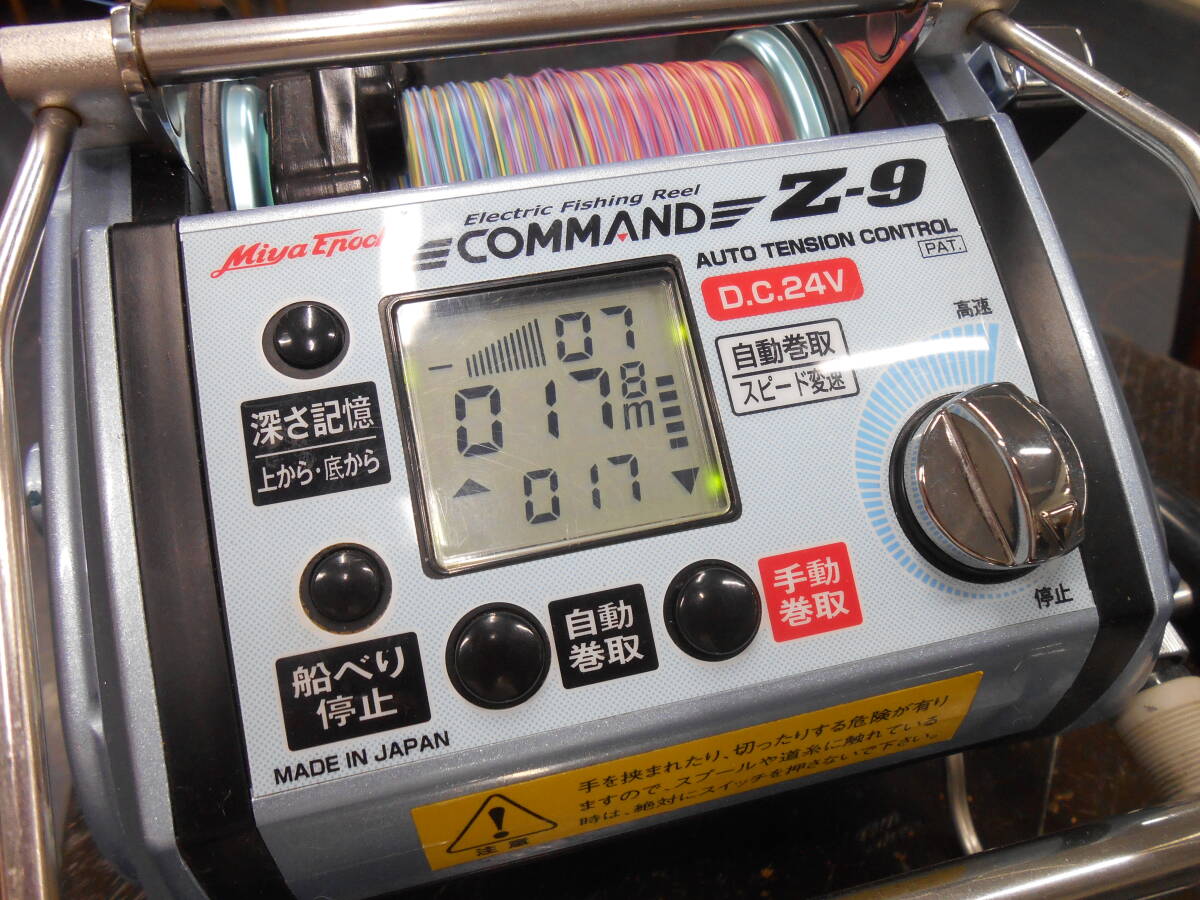 Electric Fishing Reel
Miya Epoch
COMMAND Z-9
AUTO TENSION CONTROL
PAT.
D.C.24V
高速
自動巻取
スピード変速
07
017 8 m
017
深さ記憶
上から・底から
停止
手動
巻取
自動
巻取
船べり
停止
MADE IN JAPAN
手を挟まれたり、切ったりする危険が有り
ますので、スプールや道糸に触れている
時は、絶対にスイッチを押さないで下さい。
注意